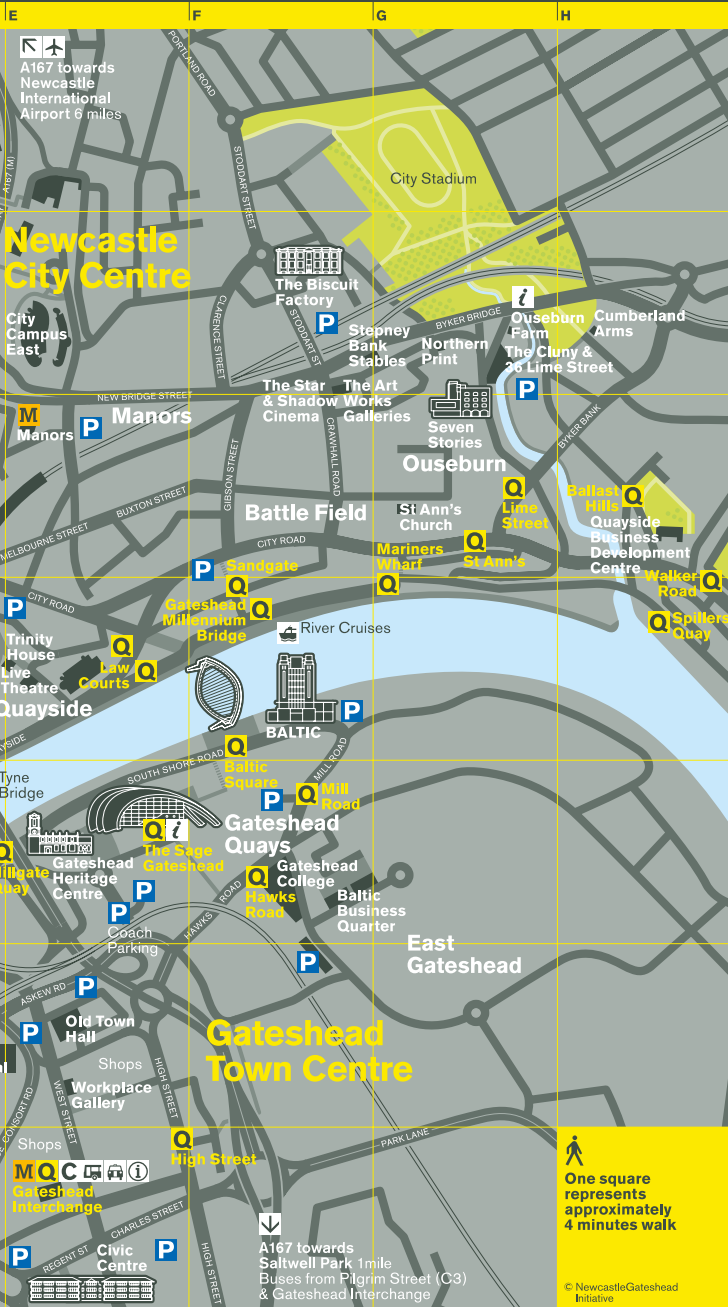 E
F
G
H
A167 towards
Newcastle
International
Airport 6 miles
PORTLAND ROAD
A167 (M)
STODDART STREET
City Stadium
Newcastle
City Centre
The Biscuit
Factory
P
i
City
Campus
East
CLARENCE STREET
STODDART ST
Stepney
Bank
Stables
BYKER BRIDGE
Northern
Print
Ouseburn
Farm
Cumberland
Arms
The Cluny &
36 Lime Street
P
NEW BRIDGE STREET
The Star
& Shadow
Cinema
The Art
Works
Galleries
M
Manors
P
Manors
Seven
Stories
BYKER BANK
Ouseburn
GIBSON STREET
CRAWHALL ROAD
BUXTON STREET
MELBOURNE STREET
Battle Field
St Ann's
Church
Q
Lime
Street
Ballast
Hills
Q
Quayside
Business
Development
Centre
CITY ROAD
Mariners
Wharf
Q
Q
St Ann's
P
Sandgate
Q
Gateshead
Millennium
Bridge
Q
Walker
Road
Q
Q
Spillers
Quay
P
CITY ROAD
River Cruises
Trinity
House
Live
Theatre
Q
Law
Courts
Q
Quayside
YSIDE
BALTIC
P
Tyne
Bridge
SOUTH SHORE ROAD
Q
Baltic
Square
MILL ROAD
P
Q
Mill
Road
Gateshead
Quays
Q
i
The Sage
Gateshead
Q
illgate
uay
Gateshead
Heritage
Centre
P
P
Coach
Parking
Q
Hawks
Road
HAWKS ROAD
Gateshead
College
Baltic
Business
Quarter
East
Gateshead
P
ASKEW RD
P
P
Old Town
Hall
Gateshead
Town Centre
Shops
HIGH STREET
Workplace
Gallery
WEST STREET
CONSORT RD
Shops
Q
High Street
PARK LANE
M Q C i
Gateshead
Interchange
CHARLES STREET
REGENT ST
P
P
Civic
Centre
HIGH STREET
A167 towards
Saltwell Park 1mile
Buses from Pilgrim Street (C3)
& Gateshead Interchange
One square
represents
approximately
4 minutes walk
© NewcastleGateshead
Initiative